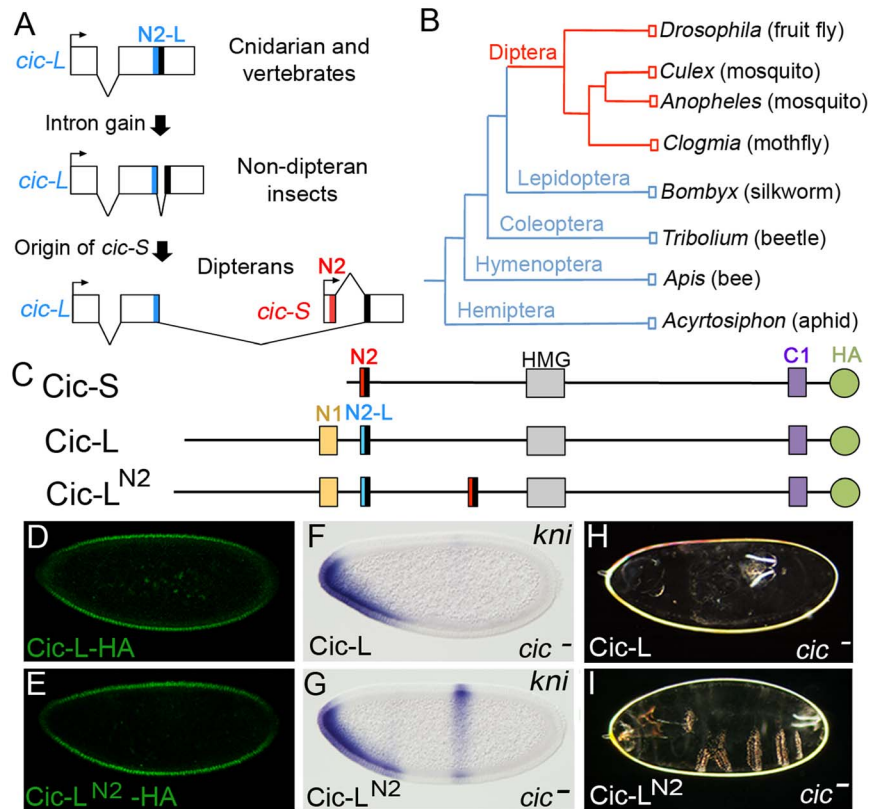 A
N2-L
cic-L
Cnidarian and
vertebrates
Intron gain
cic-L
Non-dipteran
insects
Origin of cic-S
Dipterans
N2
cic-L
cic-S
B
Diptera
Drosophila (fruit fly)
Culex (mosquito)
Anopheles (mosquito)
Clogmia (mothfly)
Lepidoptera
Bombyx (silkworm)
Coleoptera
Tribolium (beetle)
Hymenoptera
Apis (bee)
Hemiptera
Acyrtosiphon (aphid)
C
N2
HMG
C1
HA
Cic-S
N1
N2-L
Cic-L
Cic-L^N2
D
Cic-L-HA
F
kni
Cic-L
cic -
H
Cic-L
cic -
E
Cic-L^N2 -HA
G
kni
Cic-L^N2
cic -
I
Cic-L^N2
cic -